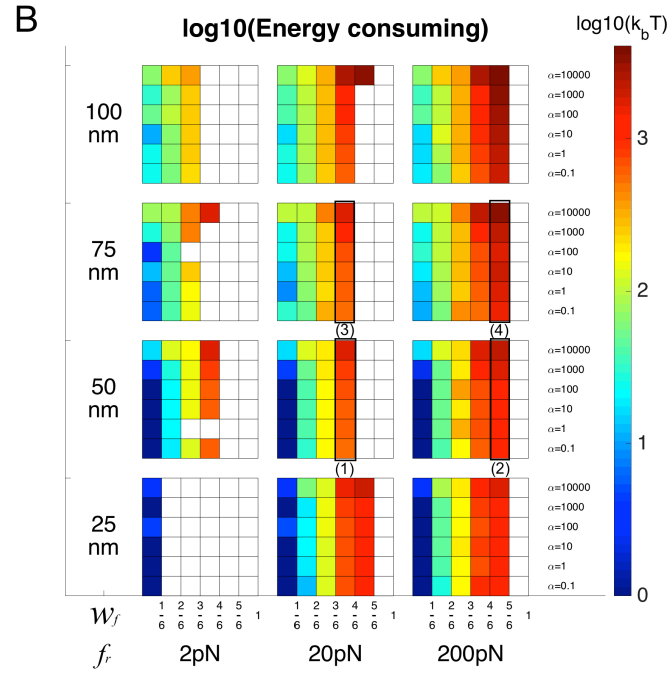 B
log10(Energy consuming)
log10(k_bT)
100 nm
α=10000
α=1000
α=100
α=10
α=1
α=0.1
3
75 nm
α=10000
α=1000
α=100
α=10
α=1
α=0.1
2
(3) (4)
50 nm
α=10000
α=1000
α=100
α=10
α=1
α=0.1
1
(1) (2)
25 nm
α=10000
α=1000
α=100
α=10
α=1
α=0.1
0
W_f 1/6 2/6 3/6 4/6 5/6 1 1/6 2/6 3/6 4/6 5/6 1 1/6 2/6 3/6 4/6 5/6 1
f_r 2pN 20pN 200pN